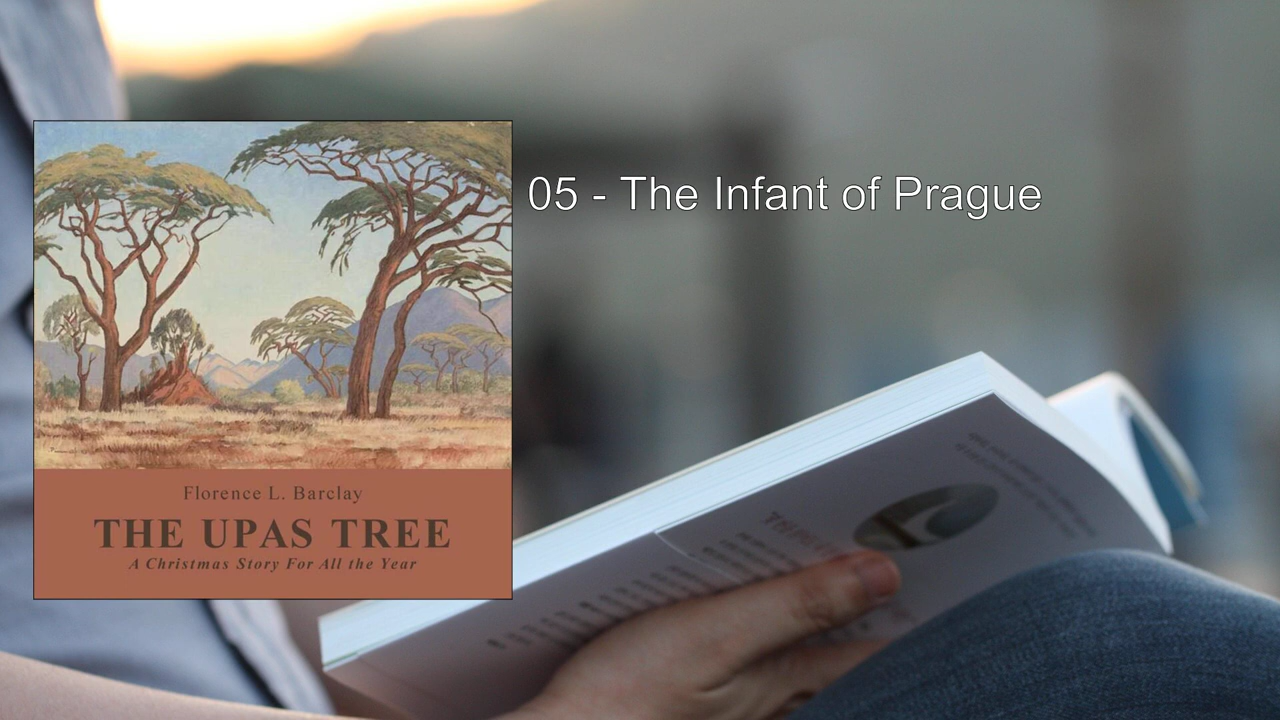 05 - The Infant of Prague
Florence L. Barclay
THE UPAS TREE
A Christmas Story For All the Year